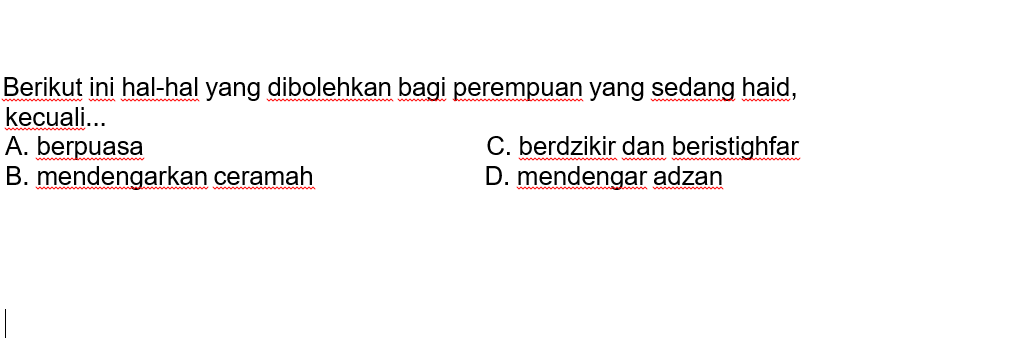 Berikut ini hal-hal yang dibolehkan bagi perempuan yang sedang haid,
kecuali...
A. berpuasa C. berdzikir dan beristighfar
B. mendengarkan ceramah D. mendengar adzan